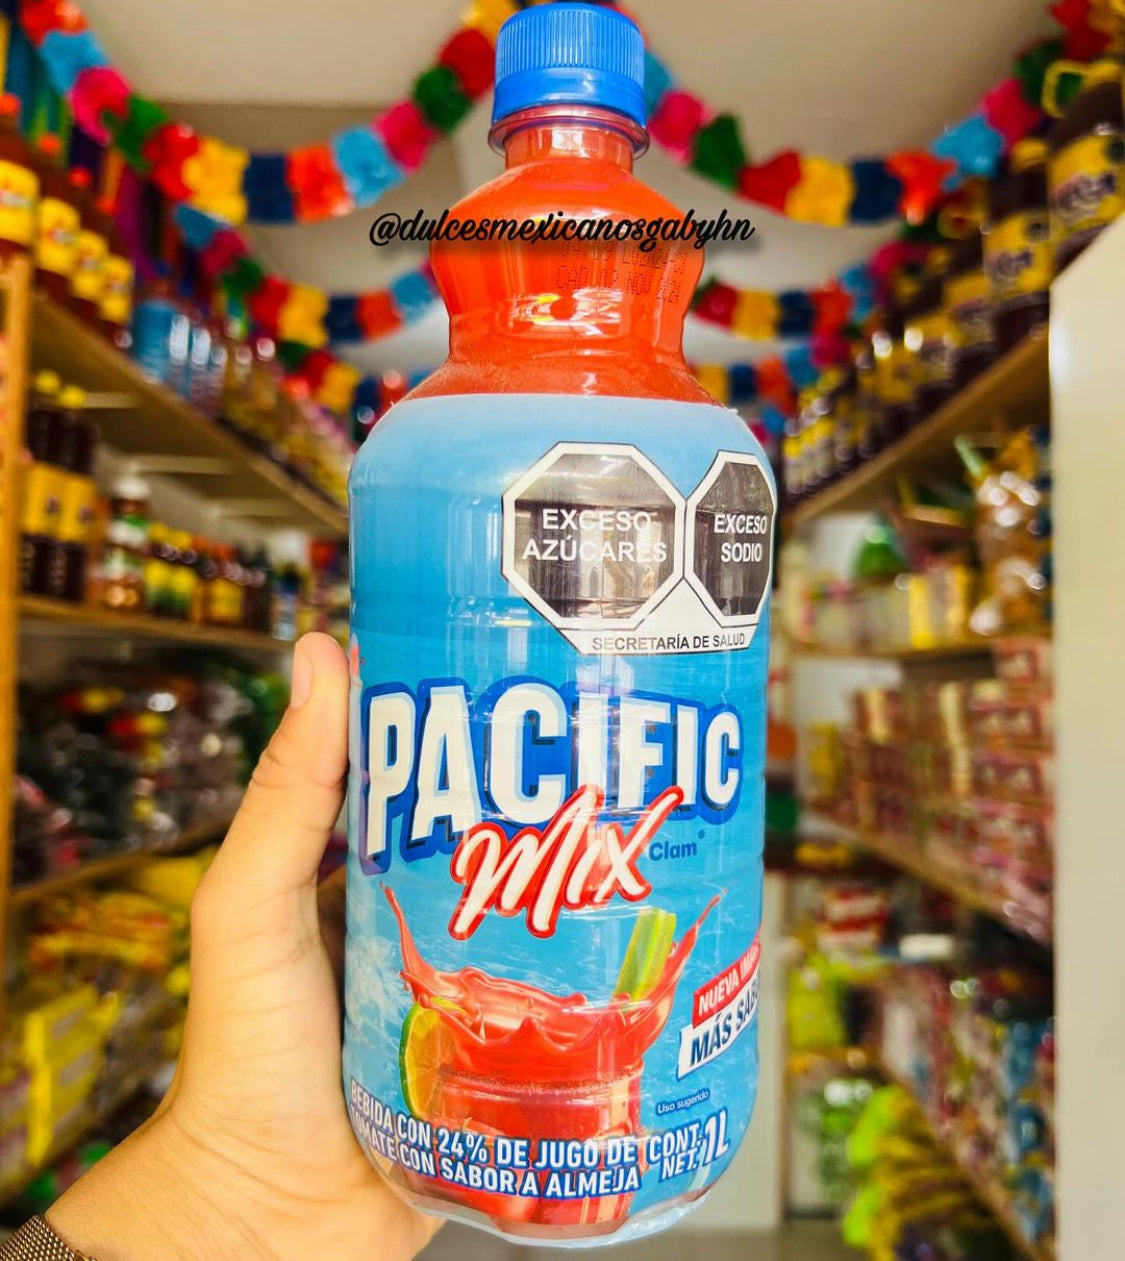 @dulcesmexicanosgabyhn
EXCESO
AZÚCARES
EXCESO
SODIO
SECRETARÍA DE SALUD
PACIFIC
Mix
Clam®
NUEVA
MÁS
Uso sugerido
BEBIDA CON 24% DE JUGO DE
TOMATE CON SABOR A ALMEJA
CONT.
NET. 1L